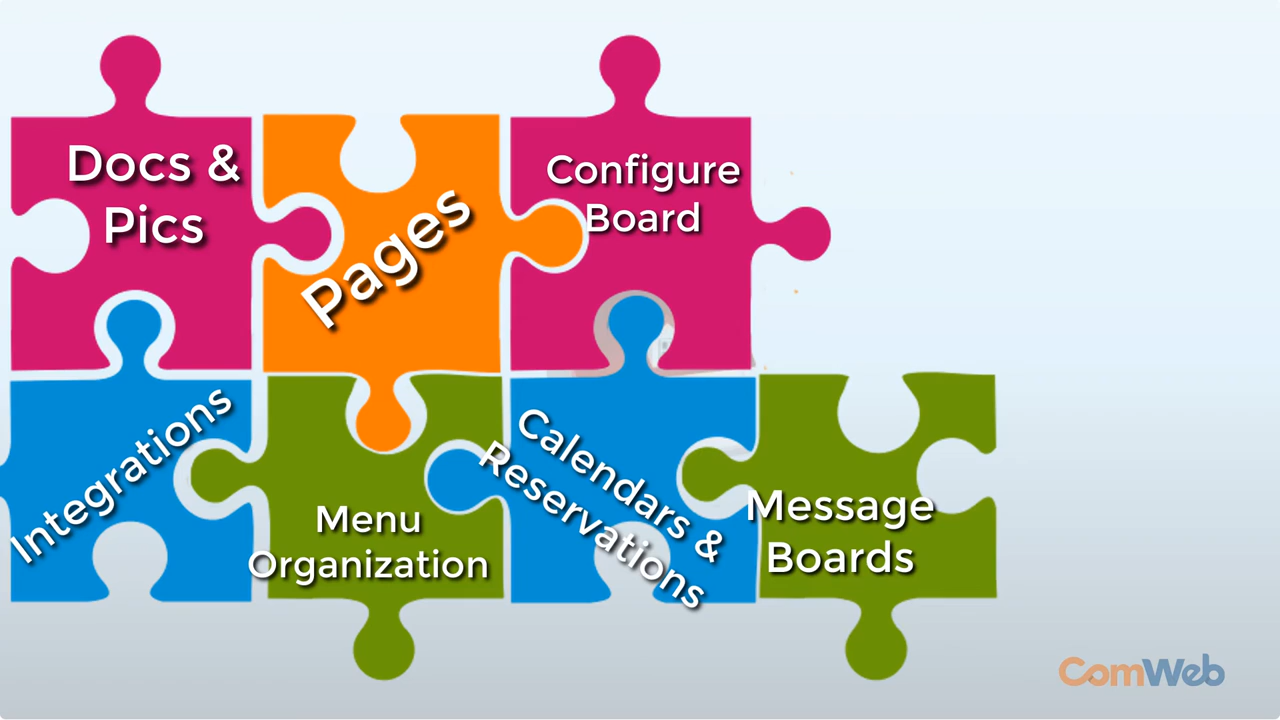 Docs &
Pics
Pages
Configure
Board
Integrations
Menu
Organization
Calendars &
Reservations
Message
Boards
ComWeb